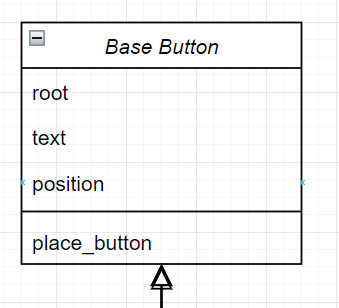 Base Button
root
text
position
place_button